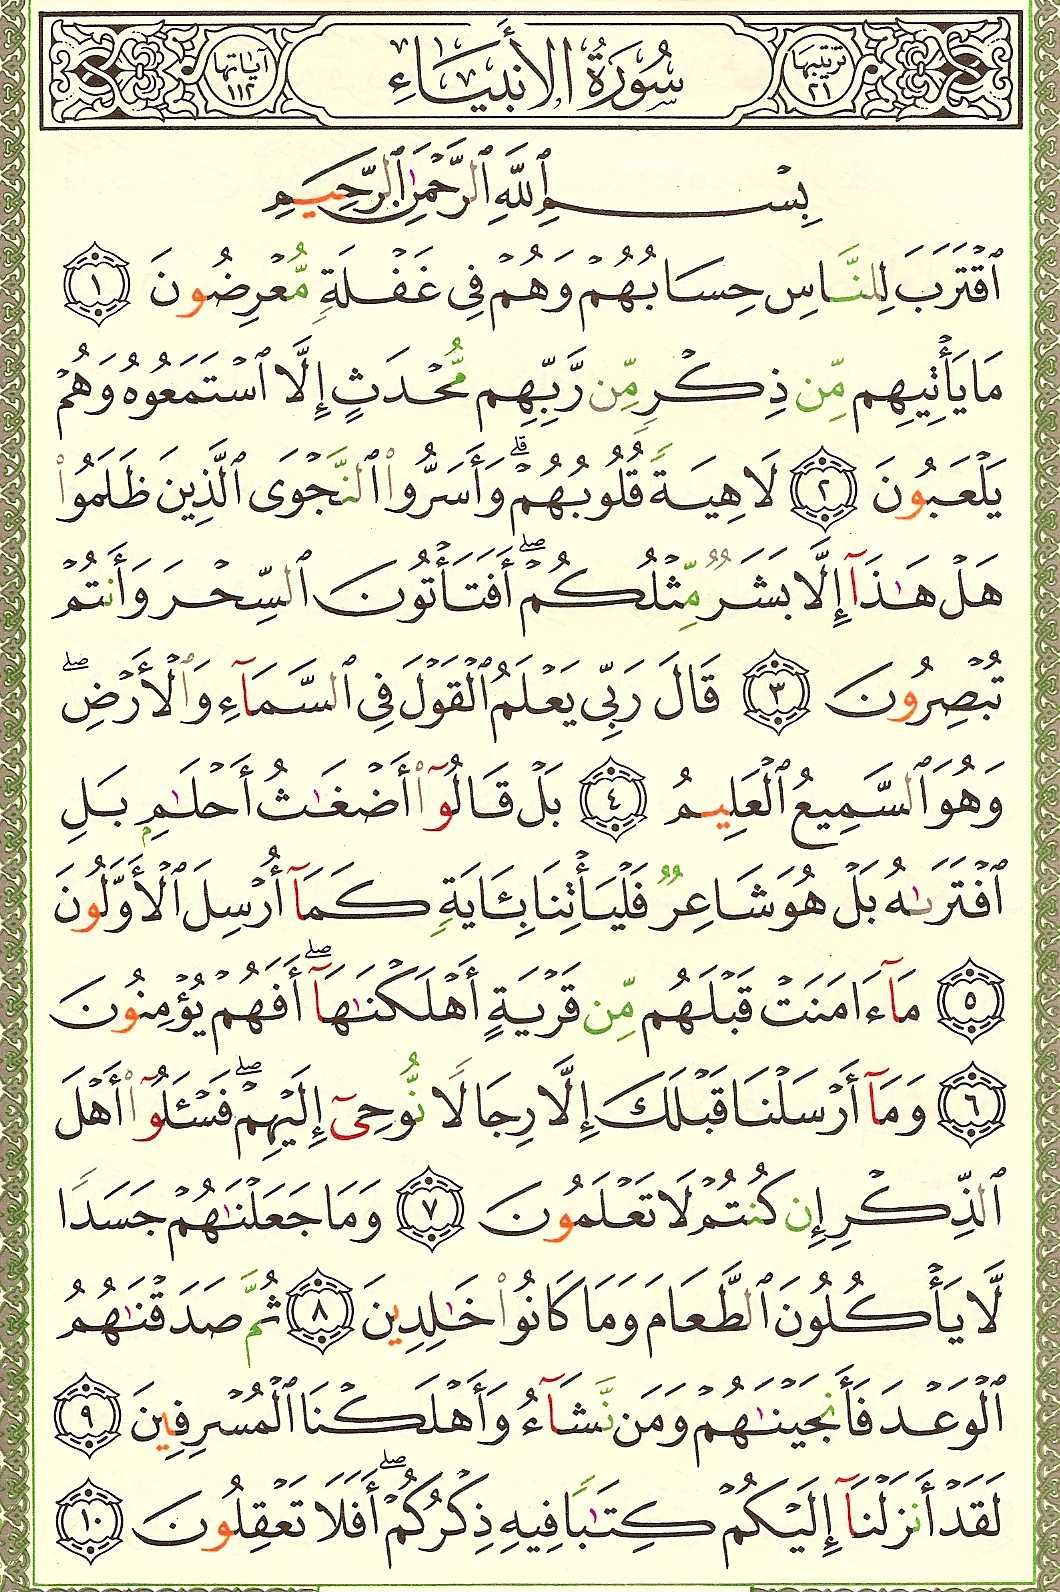 ترتيبها ٢١
سُورَةُ الأَنبيَاءِ
آياتها ١١٢
بِسْمِ ٱللَّهِ ٱلرَّحْمَٰنِ ٱلرَّحِيمِ
ٱقْتَرَبَ لِلنَّاسِ حِسَابُهُمْ وَهُمْ فِى غَفْلَةٍ مُّعْرِضُونَ ١
مَا يَأْتِيهِم مِّن ذِكْرٍ مِّن رَّبِّهِم مُّحْدَثٍ إِلَّا ٱسْتَمَعُوهُ وَهُمْ
يَلْعَبُونَ ٢ لَاهِيَةً قُلُوبُهُمْ ۗ وَأَسَرُّوا۟ ٱلنَّجْوَى ٱلَّذِينَ ظَلَمُوا۟
هَلْ هَٰذَآ إِلَّا بَشَرٌ مِّثْلُكُمْ ۖ أَفَتَأْتُونَ ٱلسِّحْرَ وَأَنتُمْ
تُبْصِرُونَ ٣ قَالَ رَبِّى يَعْلَمُ ٱلْقَوْلَ فِى ٱلسَّمَآءِ وَٱلْأَرْضِ ۖ
وَهُوَ ٱلسَّمِيعُ ٱلْعَلِيمُ ٤ بَلْ قَالُوٓا۟ أَضْغَٰثُ أَحْلَٰمٍۭ بَلِ
ٱفْتَرَىٰهُ بَلْ هُوَ شَاعِرٌ فَلْيَأْتِنَا بِـَٔايَةٍ كَمَآ أُرْسِلَ ٱلْأَوَّلُونَ
٥ مَآ ءَامَنَتْ قَبْلَهُم مِّن قَرْيَةٍ أَهْلَكْنَٰهَآ ۖ أَفَهُمْ يُؤْمِنُونَ
٦ وَمَآ أَرْسَلْنَا قَبْلَكَ إِلَّا رِجَالًا نُّوحِىٓ إِلَيْهِمْ ۖ فَسْـَٔلُوٓا۟ أَهْلَ
ٱلذِّكْرِ إِن كُنتُمْ لَا تَعْلَمُونَ ٧ وَمَا جَعَلْنَٰهُمْ جَسَدًا
لَّا يَأْكُلُونَ ٱلطَّعَامَ وَمَا كَانُوا۟ خَٰلِدِينَ ٨ ثُمَّ صَدَقْنَٰهُمُ
ٱلْوَعْدَ فَأَنجَيْنَٰهُمْ وَمَن نَّشَآءُ وَأَهْلَكْنَا ٱلْمُسْرِفِينَ ٩
لَقَدْ أَنزَلْنَآ إِلَيْكُمْ كِتَٰبًا فِيهِ ذِكْرُكُمْ ۖ أَفَلَا تَعْقِلُونَ ١٠